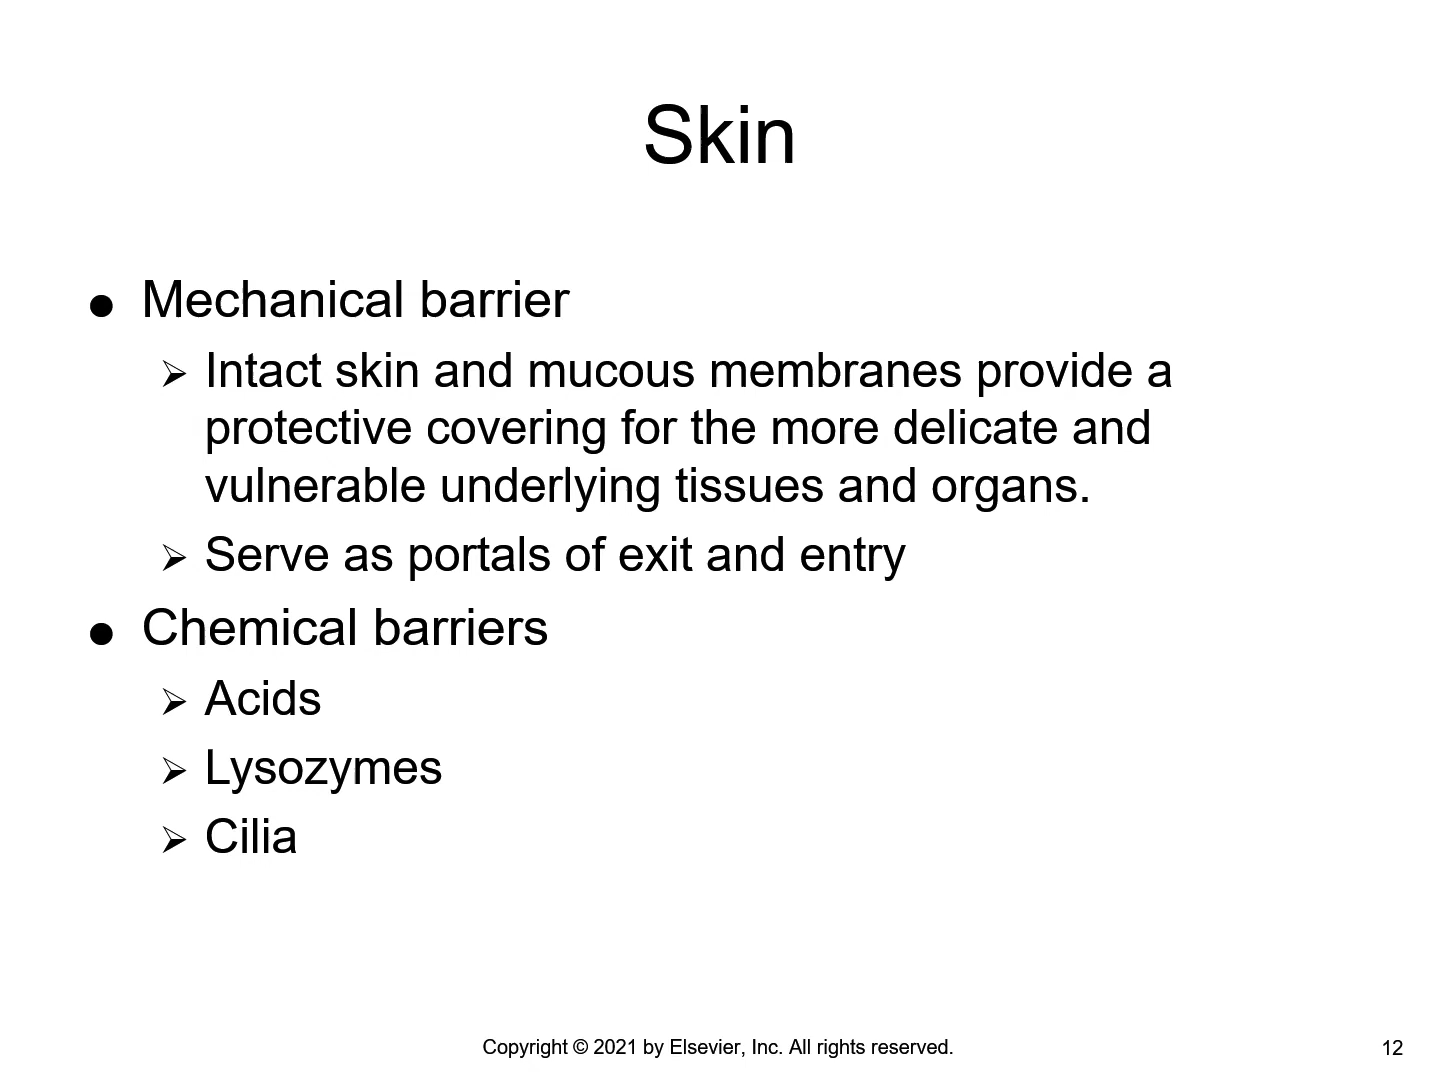 Skin
● Mechanical barrier
➢ Intact skin and mucous membranes provide a
protective covering for the more delicate and
vulnerable underlying tissues and organs.
➢ Serve as portals of exit and entry
● Chemical barriers
➢ Acids
➢ Lysozymes
➢ Cilia
Copyright © 2021 by Elsevier, Inc. All rights reserved.
12